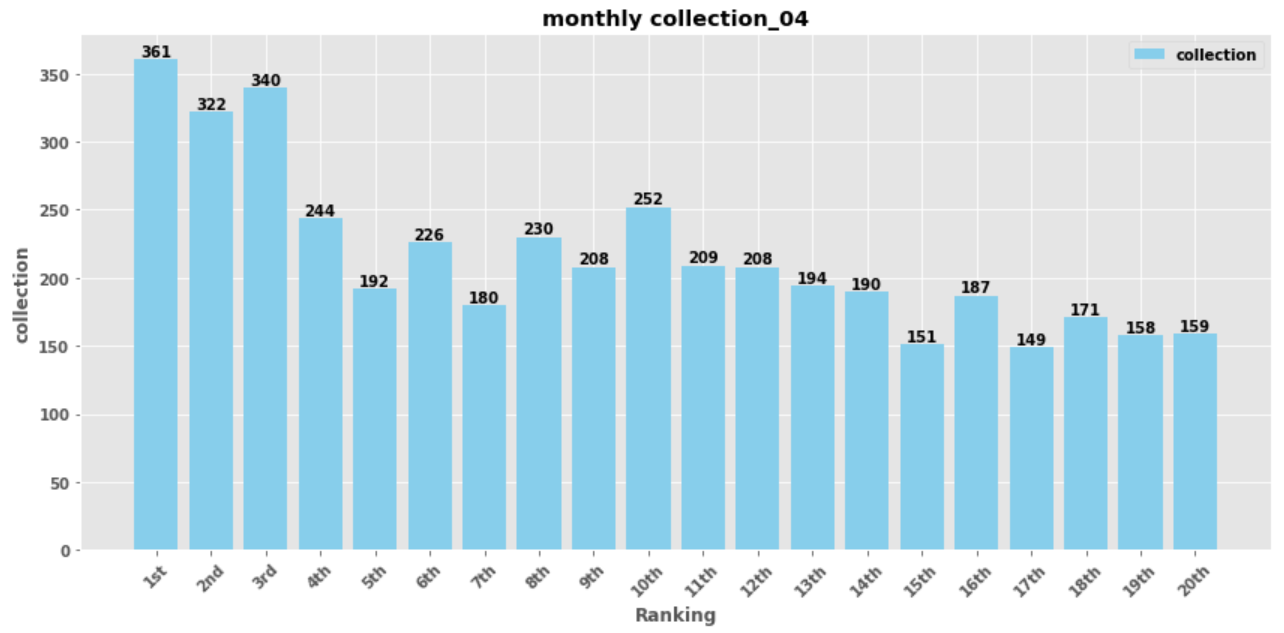 monthly collection_04
collection
361
322
340
244
192
226
180
230
208
252
209
208
194
190
151
187
149
171
158
159
350
300
250
200
150
100
50
0
collection
1st
2nd
3rd
4th
5th
6th
7th
8th
9th
10th
11th
12th
13th
14th
15th
16th
17th
18th
19th
20th
Ranking